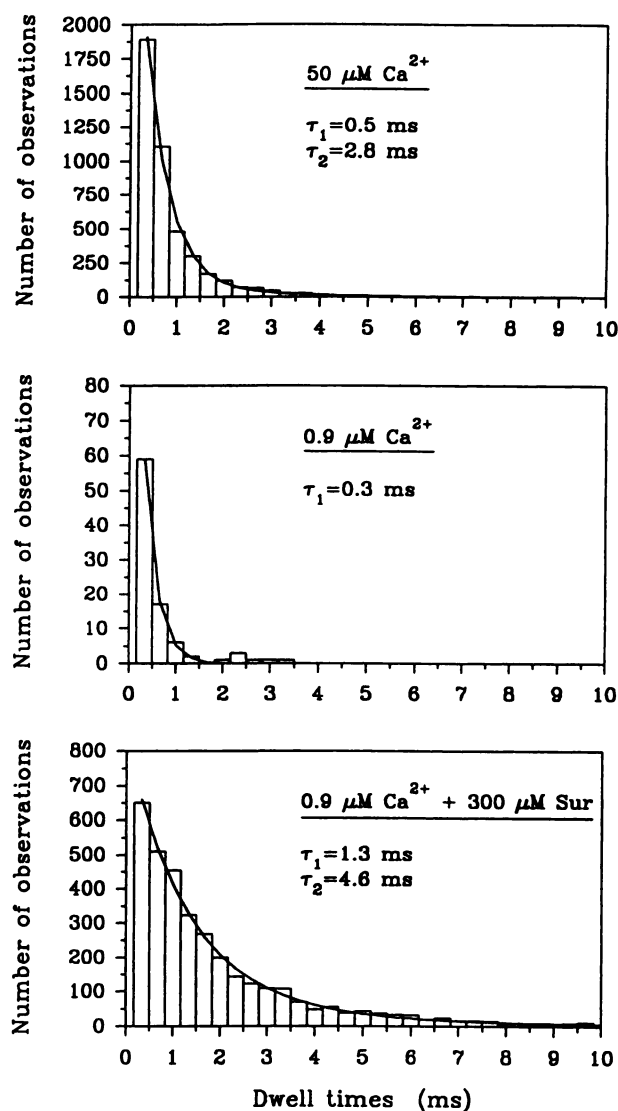 2000
1750
1500
1250
1000
750
500
250
0
Number of observations
50 μM Ca²⁺
τ₁=0.5 ms
τ₂=2.8 ms
0 1 2 3 4 5 6 7 8 9 10
80
70
60
50
40
30
20
10
0
Number of observations
0.9 μM Ca²⁺
τ₁=0.3 ms
0 1 2 3 4 5 6 7 8 9 10
800
700
600
500
400
300
200
100
0
Number of observations
0.9 μM Ca²⁺ + 300 μM Sur
τ₁=1.3 ms
τ₂=4.6 ms
0 1 2 3 4 5 6 7 8 9 10
Dwell times (ms)